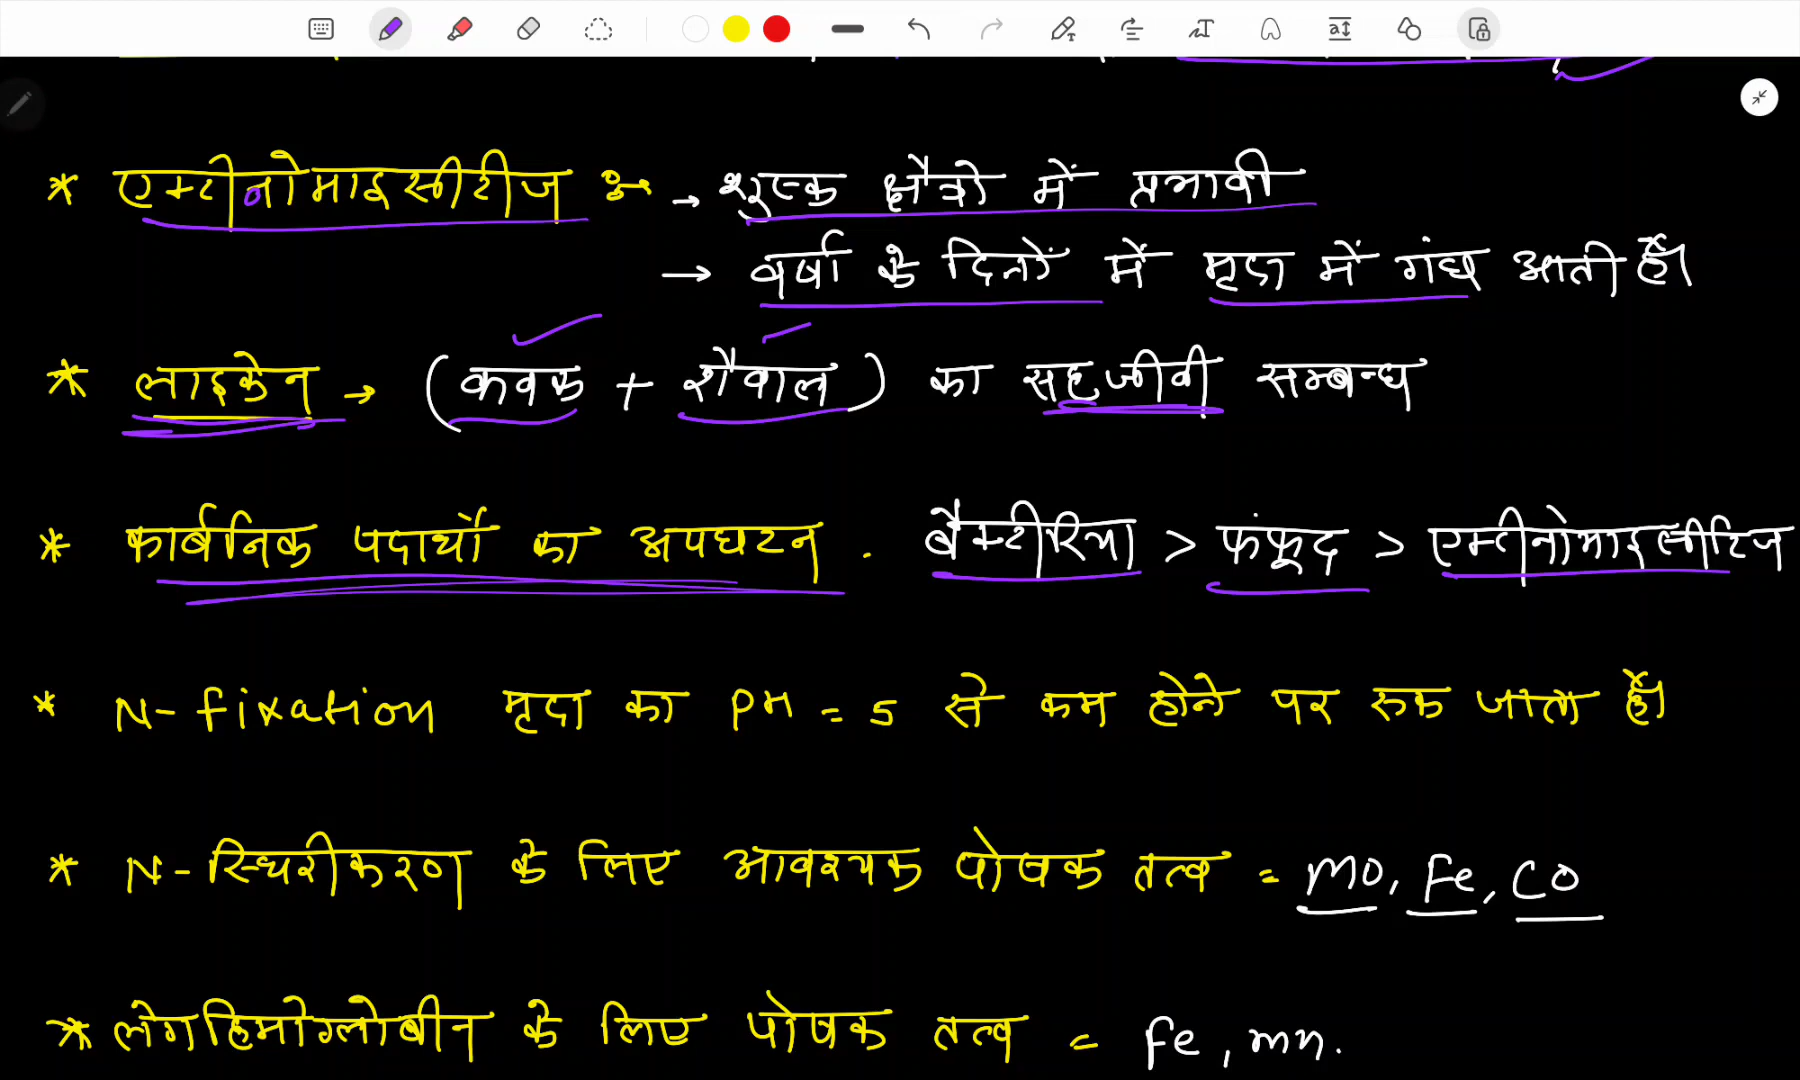 * एक्टीनोमाइसीटीज → शुष्क क्षेत्रो में प्रभावी
→ वर्षा के दिनों में मृदा में गंध आती है।
* लाइकेन → (कवक + शैवाल) का सहजीवी सम्बन्ध
* कार्बनिक पदार्थो का अपघटन - बैक्टीरिया > फंफूद > एक्टीनोमाइसीटिज
* N-fixation मृदा का PH = 5 से कम होने पर रुक जाता है।
* N-स्थिरीकरण के लिए आवश्यक पोषक तत्व = Mo, Fe, Co
* लेगहिमोग्लोबीन के लिए पोषक तत्व = Fe, mn.